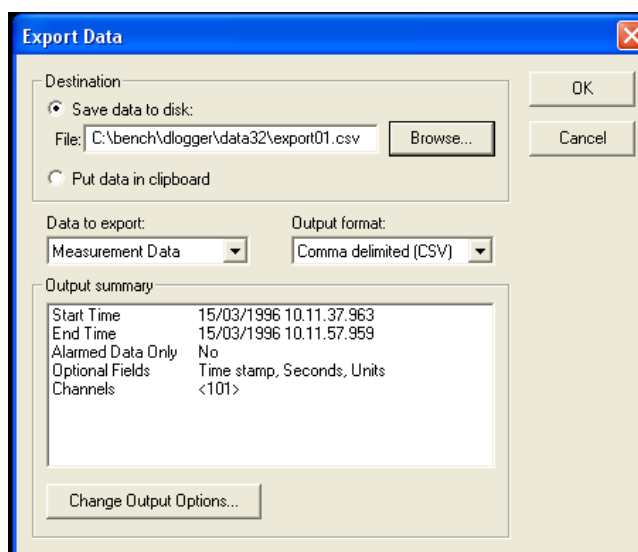 Export Data
Destination
Save data to disk:
File: C:\bench\dlogger\data32\export01.csv Browse...
Put data in clipboard
OK
Cancel
Data to export: Output format:
Measurement Data Comma delimited (CSV)
Output summary
Start Time 15/03/1996 10.11.37.963
End Time 15/03/1996 10.11.57.959
Alarmed Data Only No
Optional Fields Time stamp, Seconds, Units
Channels <101>
Change Output Options...